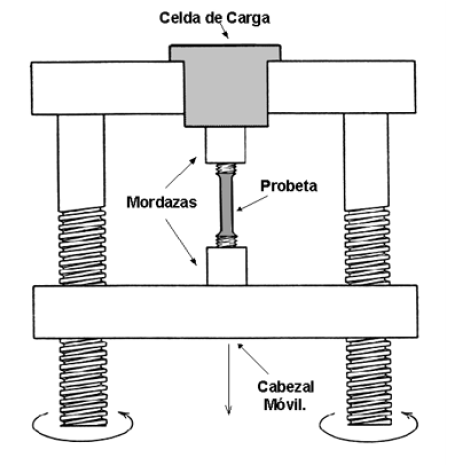 Celda de Carga
Mordazas
Probeta
Cabezal
Móvil.